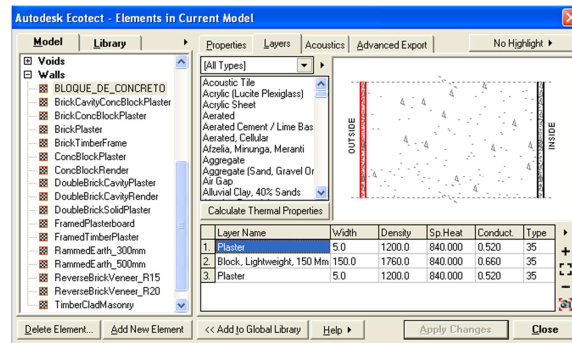 Autodesk Ecotect - Elements in Current Model
Model Library
Voids
Walls
BLOQUE_DE_CONCRETO
BrickCavityConcBlockPlaster
BrickConcBlockPlaster
BrickPlaster
BrickTimberFrame
ConcBlockPlaster
ConcBlockRender
DoubleBrickCavityPlaster
DoubleBrickCavityRender
DoubleBrickSolidPlaster
FramedPlasterboard
FramedTimberPlaster
RammedEarth_300mm
RammedEarth_500mm
ReverseBrickVeneer_R15
ReverseBrickVeneer_R20
TimberCladMasonry
Properties Layers Acoustics Advanced Export No Highlight
[All Types]
Acoustic Tile
Acrylic (Lucite Plexiglass)
Acrylic Sheet
Aerated
Aerated Cement / Lime Bas
Aerated, Cellular
Afzelia, Minunga, Meranti
Aggregate
Aggregate (Sand, Gravel Or
Air Gap
Alluvial Clay, 40% Sands
Calculate Thermal Properties
OUTSIDE
INSIDE
Layer Name Width Density Sp.Heat Conduct. Type
1. Plaster 5.0 1200.0 840.000 0.520 35
2. Block, Lightweight, 150 Mm 150.0 1760.0 840.000 0.660 35
3. Plaster 5.0 1200.0 840.000 0.520 35
Delete Element... Add New Element << Add to Global Library Help Apply Changes Close